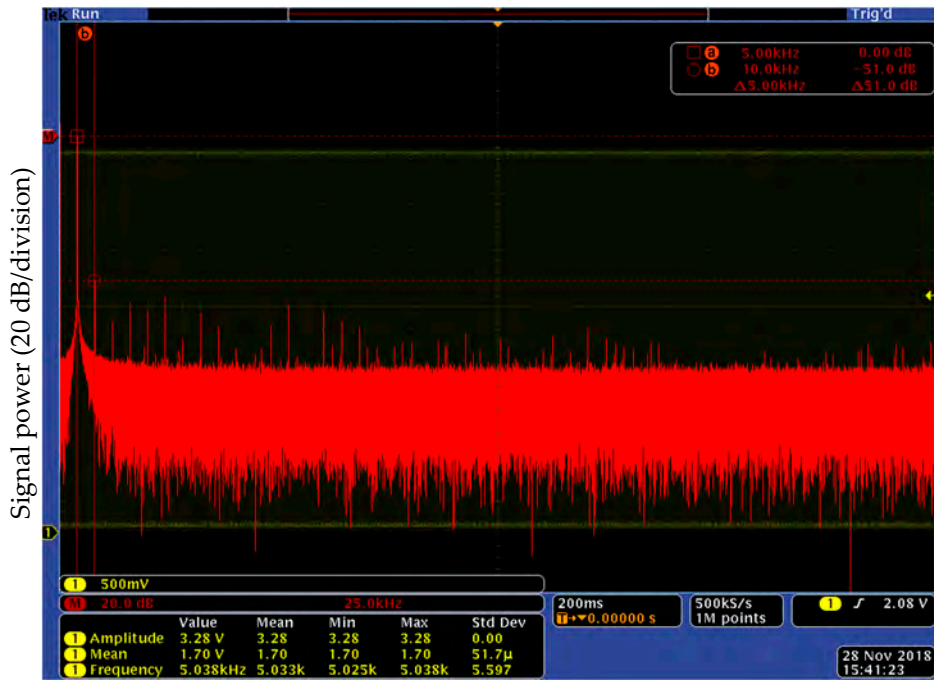 Tek Run Trig'd
b
a 5.00kHz 0.00 dB
b 10.0kHz -51.0 dB
Δ5.00kHz Δ51.0 dB
M
Signal power (20 dB/division)
1
1 500mV
M 20.0 dB 25.0kHz
Value Mean Min Max Std Dev
1 Amplitude 3.28 V 3.28 3.28 3.28 0.00
1 Mean 1.70 V 1.70 1.70 1.70 51.7µ
1 Frequency 5.038kHz 5.033k 5.025k 5.038k 5.597
200ms
T→▼0.00000 s
500kS/s
1M points
1 ∫ 2.08 V
28 Nov 2018
15:41:23